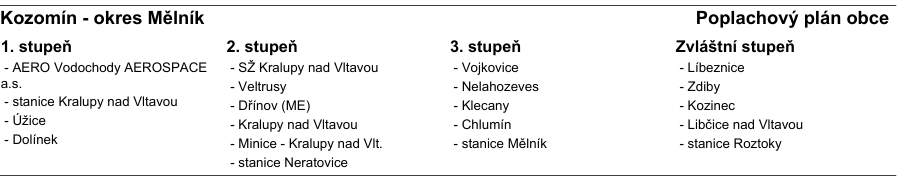 Kozomín - okres Mělník
Poplachový plán obce
1. stupeň
- AERO Vodochody AEROSPACE
a.s.
- stanice Kralupy nad Vltavou
- Úžice
- Dolínek
2. stupeň
- SŽ Kralupy nad Vltavou
- Veltrusy
- Dřínov (ME)
- Kralupy nad Vltavou
- Minice - Kralupy nad Vlt.
- stanice Neratovice
3. stupeň
- Vojkovice
- Nelahozeves
- Klecany
- Chlumín
- stanice Mělník
Zvláštní stupeň
- Líbeznice
- Zdiby
- Kozinec
- Libčice nad Vltavou
- stanice Roztoky